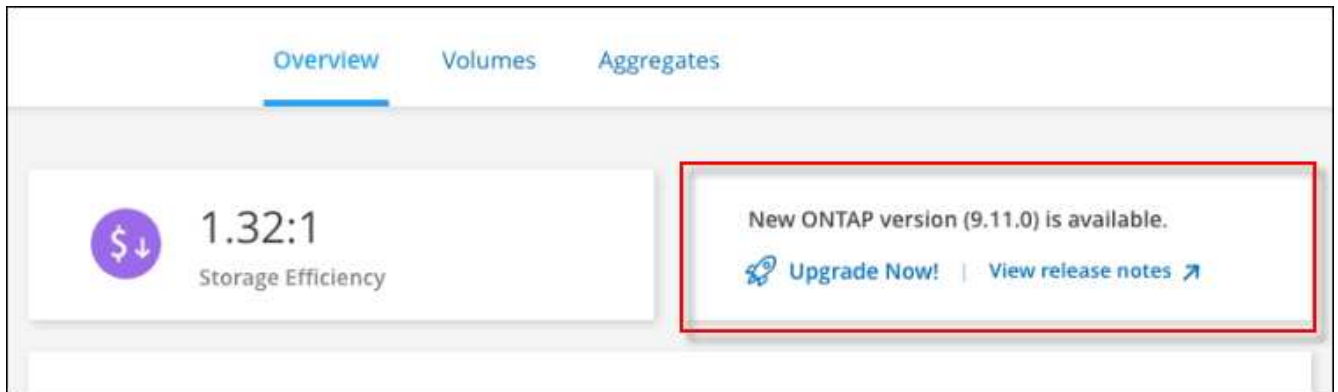 Overview Volumes Aggregates
1.32:1
Storage Efficiency
New ONTAP version (9.11.0) is available.
Upgrade Now! | View release notes